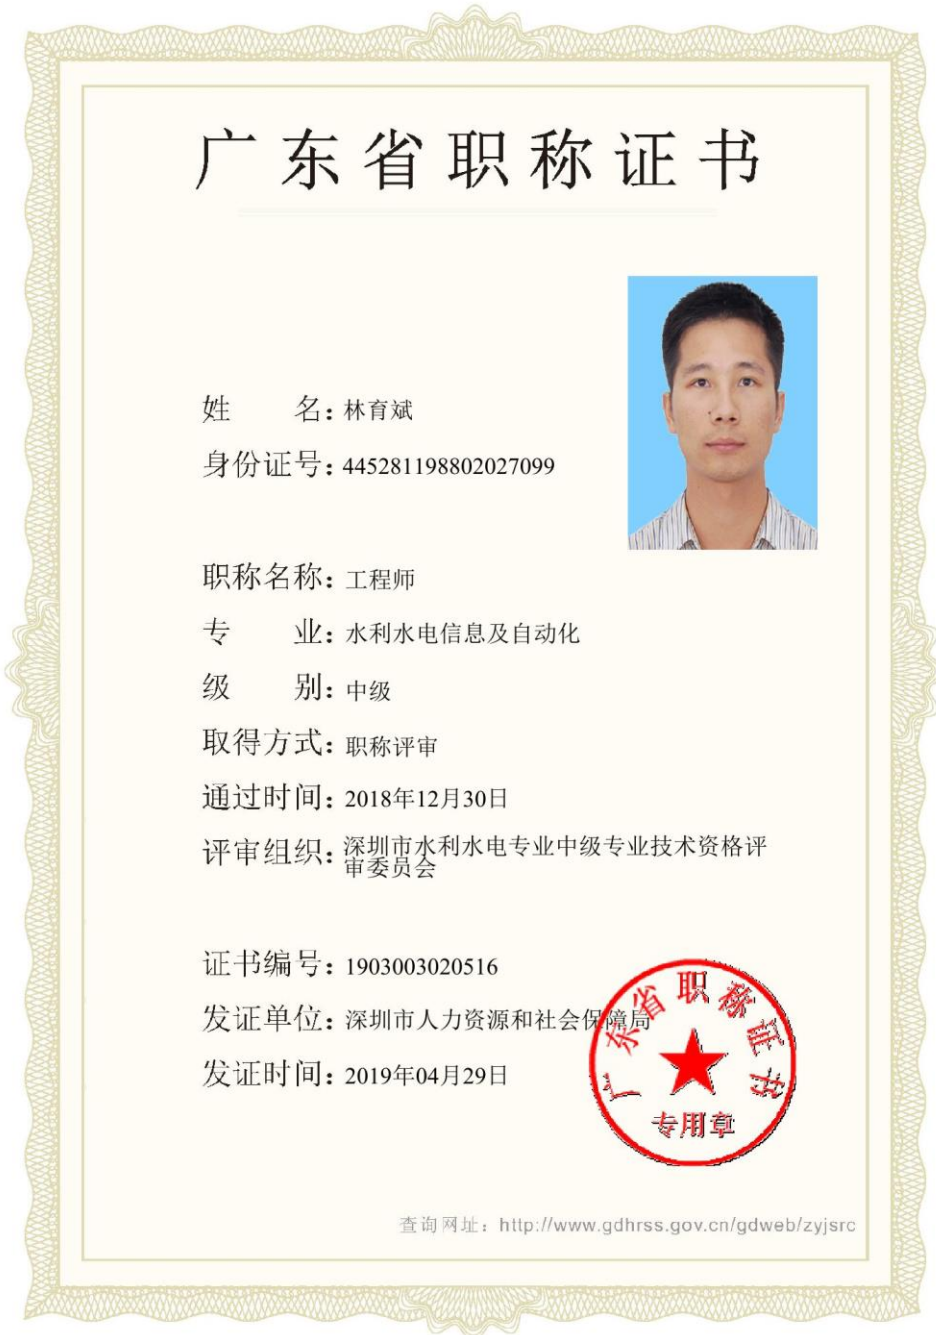 广东省职称证书
姓 名：林育斌
身份证号：445281198802027099
职称名称：工程师
专 业：水利水电信息及自动化
级 别：中级
取得方式：职称评审
通过时间：2018年12月30日
评审组织：深圳市水利水电专业中级专业技术资格评
审委员会
证书编号：1903003020516
发证单位：深圳市人力资源和社会保障局
发证时间：2019年04月29日
广东省职称证书
专用章
查询网址：http://www.gdhrss.gov.cn/gdweb/zyjsrc